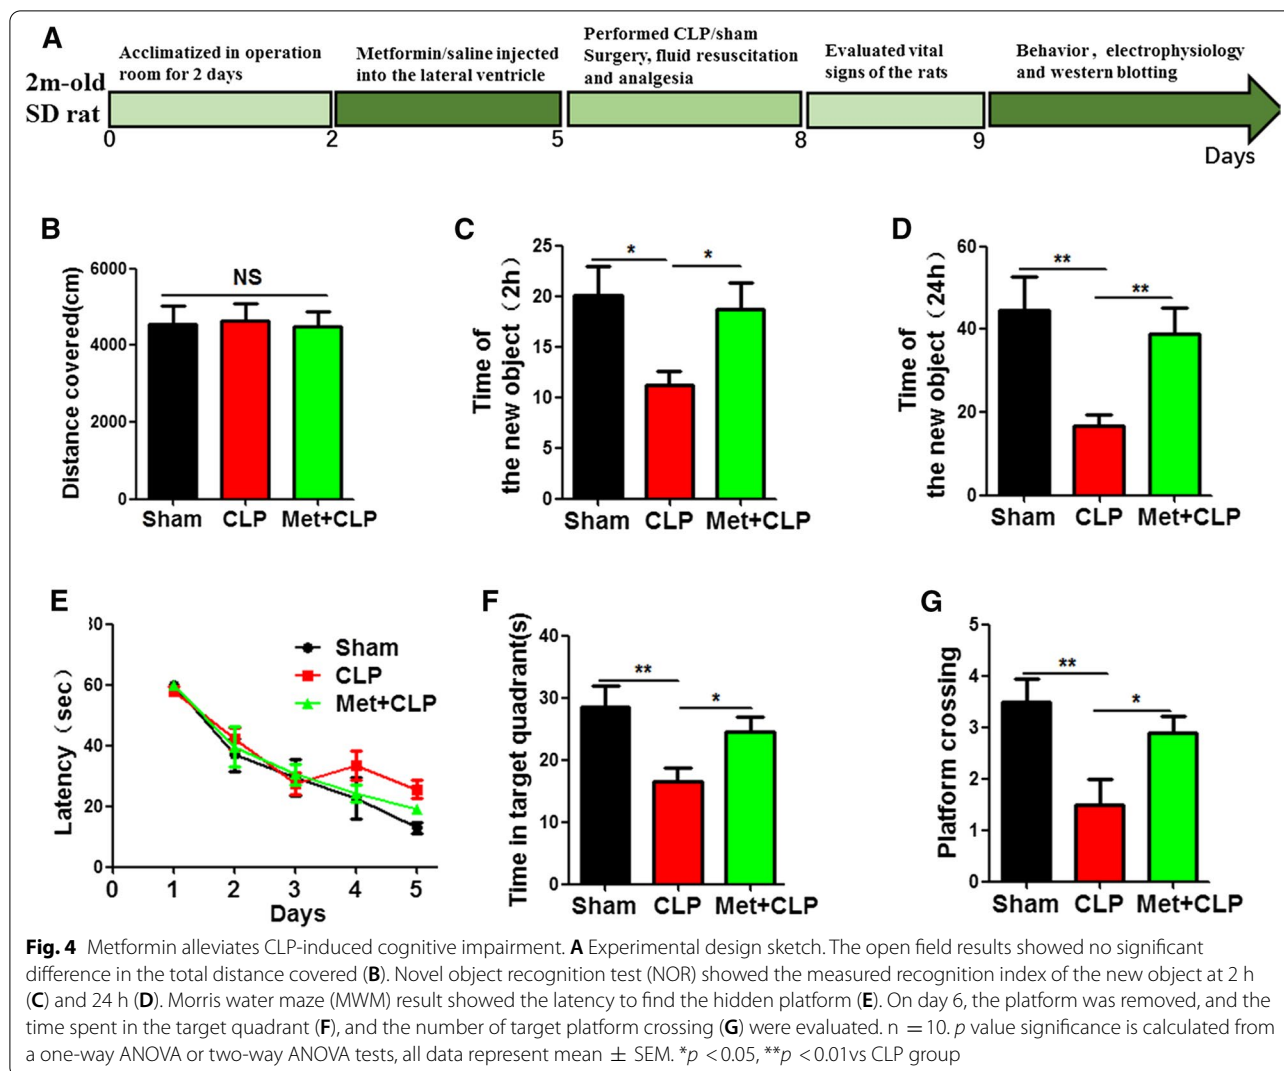 A
Acclimatized in operation
room for 2 days
Metformin/saline injected
into the lateral ventricle
Performed CLP/sham
Surgery, fluid resuscitation
and analgesia
Evaluated vital
signs of the rats
Behavior , electrophysiology
and western blotting
2m-old
SD rat
0 2 5 8 9
Days
B
Distance covered(cm)
6000
4000
2000
0
NS
Sham CLP Met+CLP
C
Time of
the new object（2h）
25
20
15
10
5
0
* *
Sham CLP Met+CLP
D
Time of
the new object（24h）
60
40
20
0
** **
Sham CLP Met+CLP
E
Latency（sec）
80
60
40
20
0
Sham
CLP
Met+CLP
0 1 2 3 4 5
Days
F
Time in target quadrant(s)
40
30
20
10
0
** *
Sham CLP Met+CLP
G
Platform crossing
5
4
3
2
1
0
** *
Sham CLP Met+CLP
Fig. 4 Metformin alleviates CLP-induced cognitive impairment. A Experimental design sketch. The open field results showed no significant
difference in the total distance covered (B). Novel object recognition test (NOR) showed the measured recognition index of the new object at 2 h
(C) and 24 h (D). Morris water maze (MWM) result showed the latency to find the hidden platform (E). On day 6, the platform was removed, and the
time spent in the target quadrant (F), and the number of target platform crossing (G) were evaluated. n = 10. p value significance is calculated from
a one-way ANOVA or two-way ANOVA tests, all data represent mean ± SEM. *p < 0.05, **p < 0.01vs CLP group